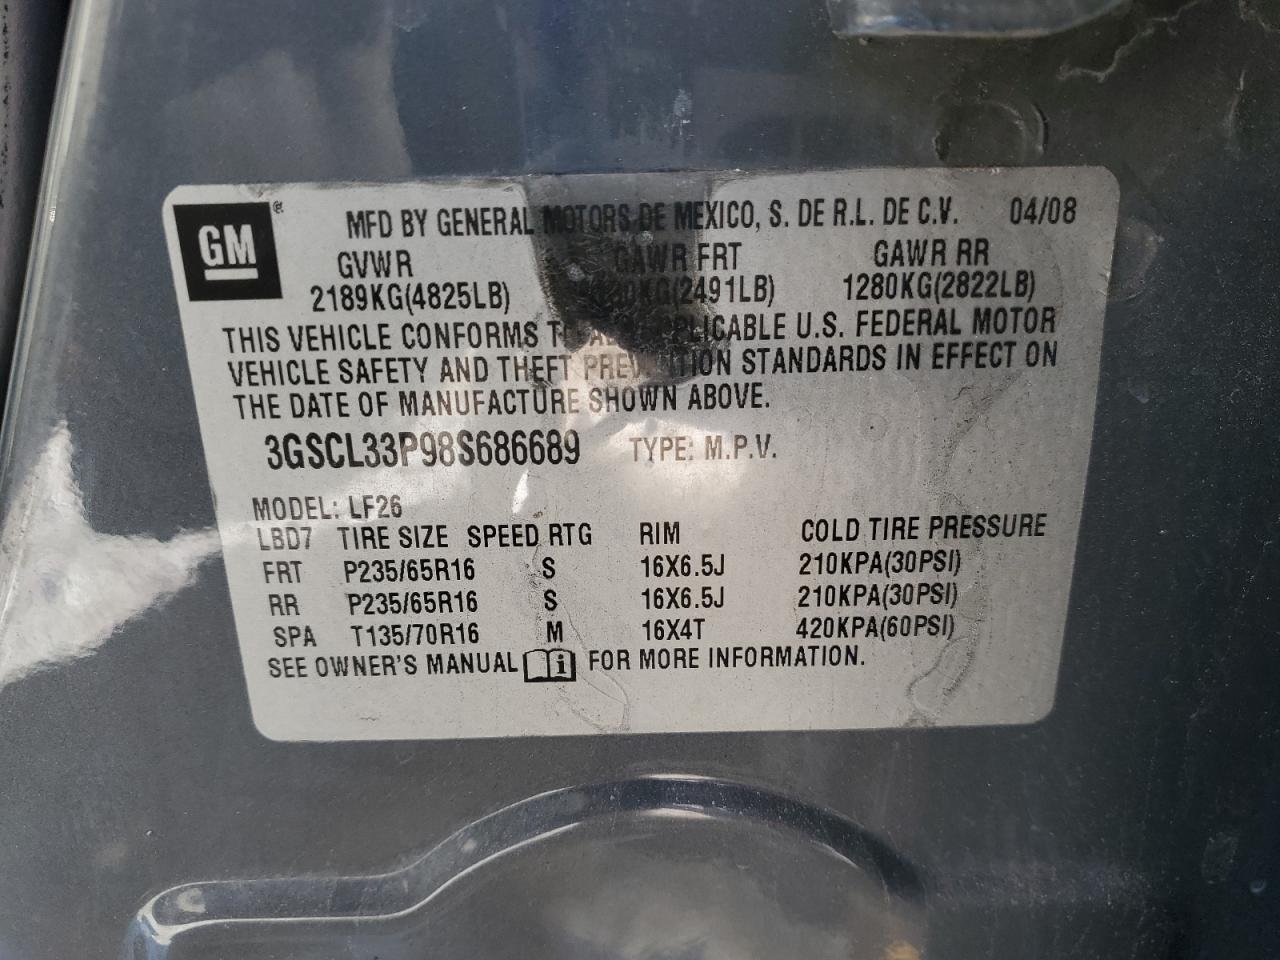 GM ® MFD BY GENERAL MOTORS DE MEXICO, S. DE R.L. DE C.V. 04/08
GVWR GAWR FRT GAWR RR
2189KG(4825LB) KG(2491LB) 1280KG(2822LB)
THIS VEHICLE CONFORMS TO ALL APPLICABLE U.S. FEDERAL MOTOR
VEHICLE SAFETY AND THEFT PREVENTION STANDARDS IN EFFECT ON
THE DATE OF MANUFACTURE SHOWN ABOVE.
3GSCL33P98S686689 TYPE: M.P.V.
MODEL: LF26
LBD7 TIRE SIZE SPEED RTG RIM COLD TIRE PRESSURE
FRT P235/65R16 S 16X6.5J 210KPA(30PSI)
RR P235/65R16 S 16X6.5J 210KPA(30PSI)
SPA T135/70R16 M 16X4T 420KPA(60PSI)
SEE OWNER'S MANUAL i FOR MORE INFORMATION.